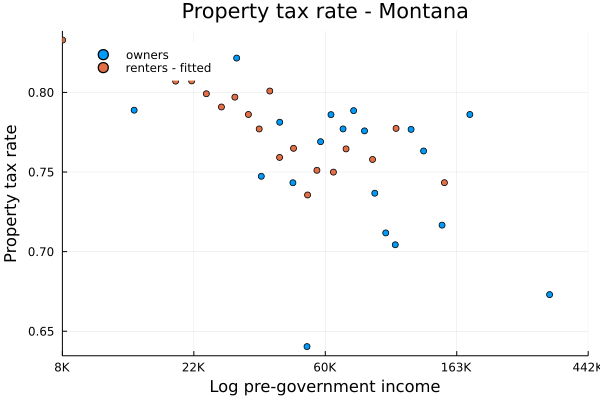 Property tax rate - Montana
owners
renters - fitted
Property tax rate
0.80
0.75
0.70
0.65
8K
22K
60K
163K
442K
Log pre-government income